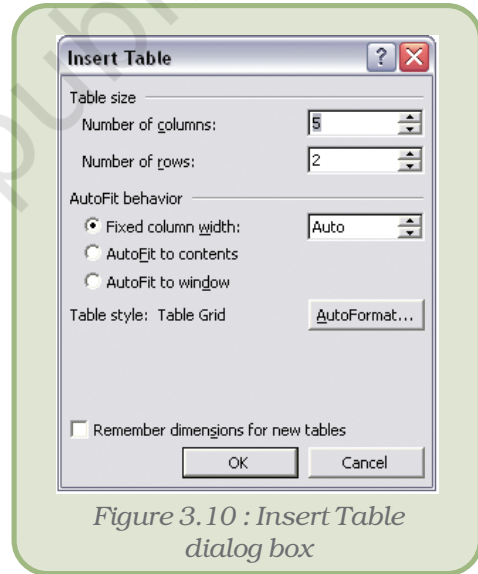 Insert Table
Table size
Number of columns: 5
Number of rows: 2
AutoFit behavior
Fixed column width: Auto
AutoFit to contents
AutoFit to window
Table style: Table Grid AutoFormat...
Remember dimensions for new tables
OK Cancel
Figure 3.10 : Insert Table
dialog box